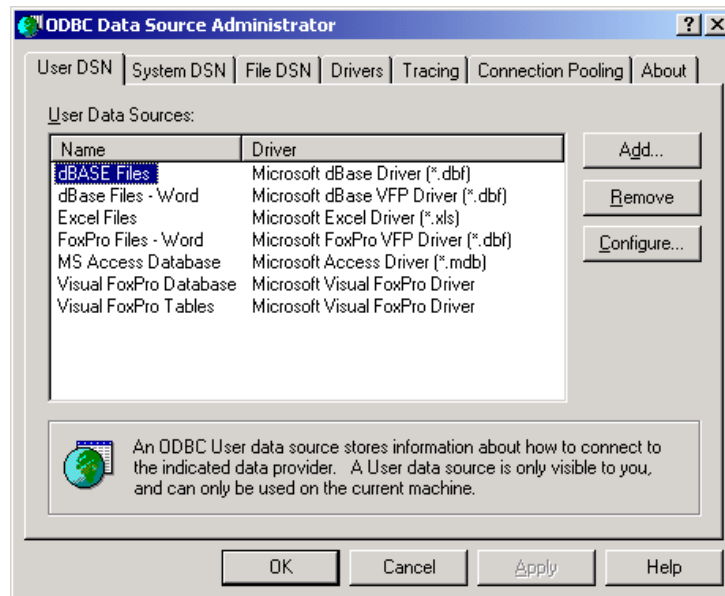 ODBC Data Source Administrator
User DSN System DSN File DSN Drivers Tracing Connection Pooling About
User Data Sources:
Name Driver
dBASE Files Microsoft dBase Driver (*.dbf)
dBase Files - Word Microsoft dBase VFP Driver (*.dbf)
Excel Files Microsoft Excel Driver (*.xls)
FoxPro Files - Word Microsoft FoxPro VFP Driver (*.dbf)
MS Access Database Microsoft Access Driver (*.mdb)
Visual FoxPro Database Microsoft Visual FoxPro Driver
Visual FoxPro Tables Microsoft Visual FoxPro Driver
Add...
Remove
Configure...
An ODBC User data source stores information about how to connect to
the indicated data provider. A User data source is only visible to you,
and can only be used on the current machine.
OK Cancel Apply Help